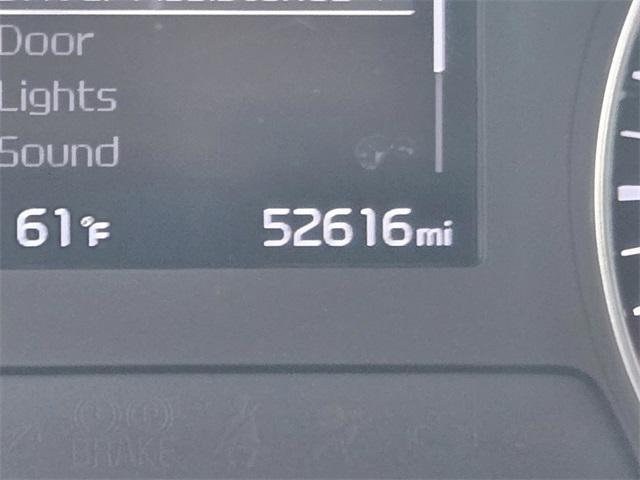 Door
Lights
Sound
61°F 52616mi
BRAKE